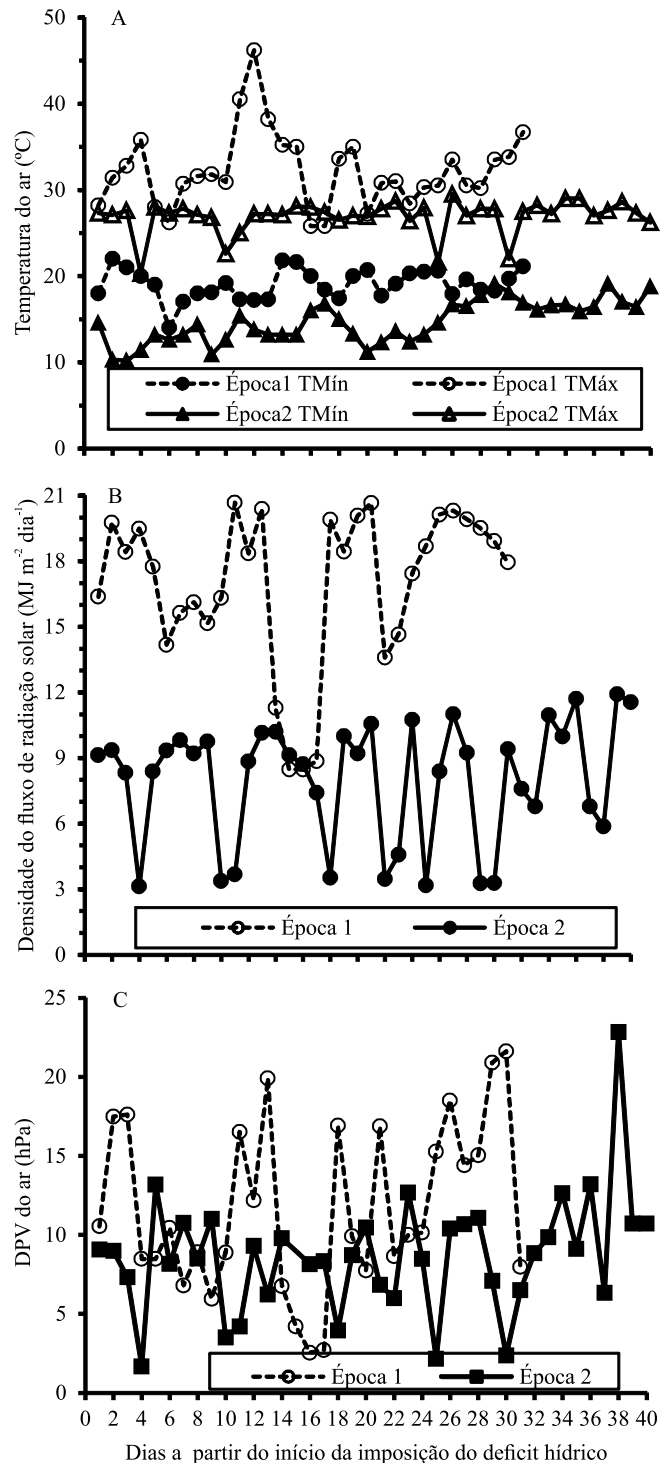 A
Temperatura do ar (ºC)
50
40
30
20
10
0
Época1 TMín
Época1 TMáx
Época2 TMín
Época2 TMáx
B
Densidade do fluxo de radiação solar (MJ m-2 dia-1)
21
18
15
12
9
6
3
0
Época 1
Época 2
C
DPV do ar (hPa)
25
20
15
10
5
0
Época 1
Época 2
0 2 4 6 8 10 12 14 16 18 20 22 24 26 28 30 32 34 36 38 40
Dias a partir do início da imposição do deficit hídrico